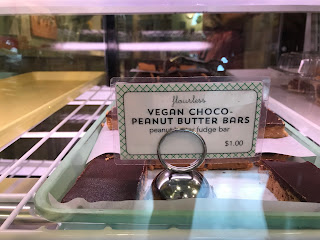 flourless
VEGAN CHOCO-
PEANUT BUTTER BARS
fudge bar
$1.00